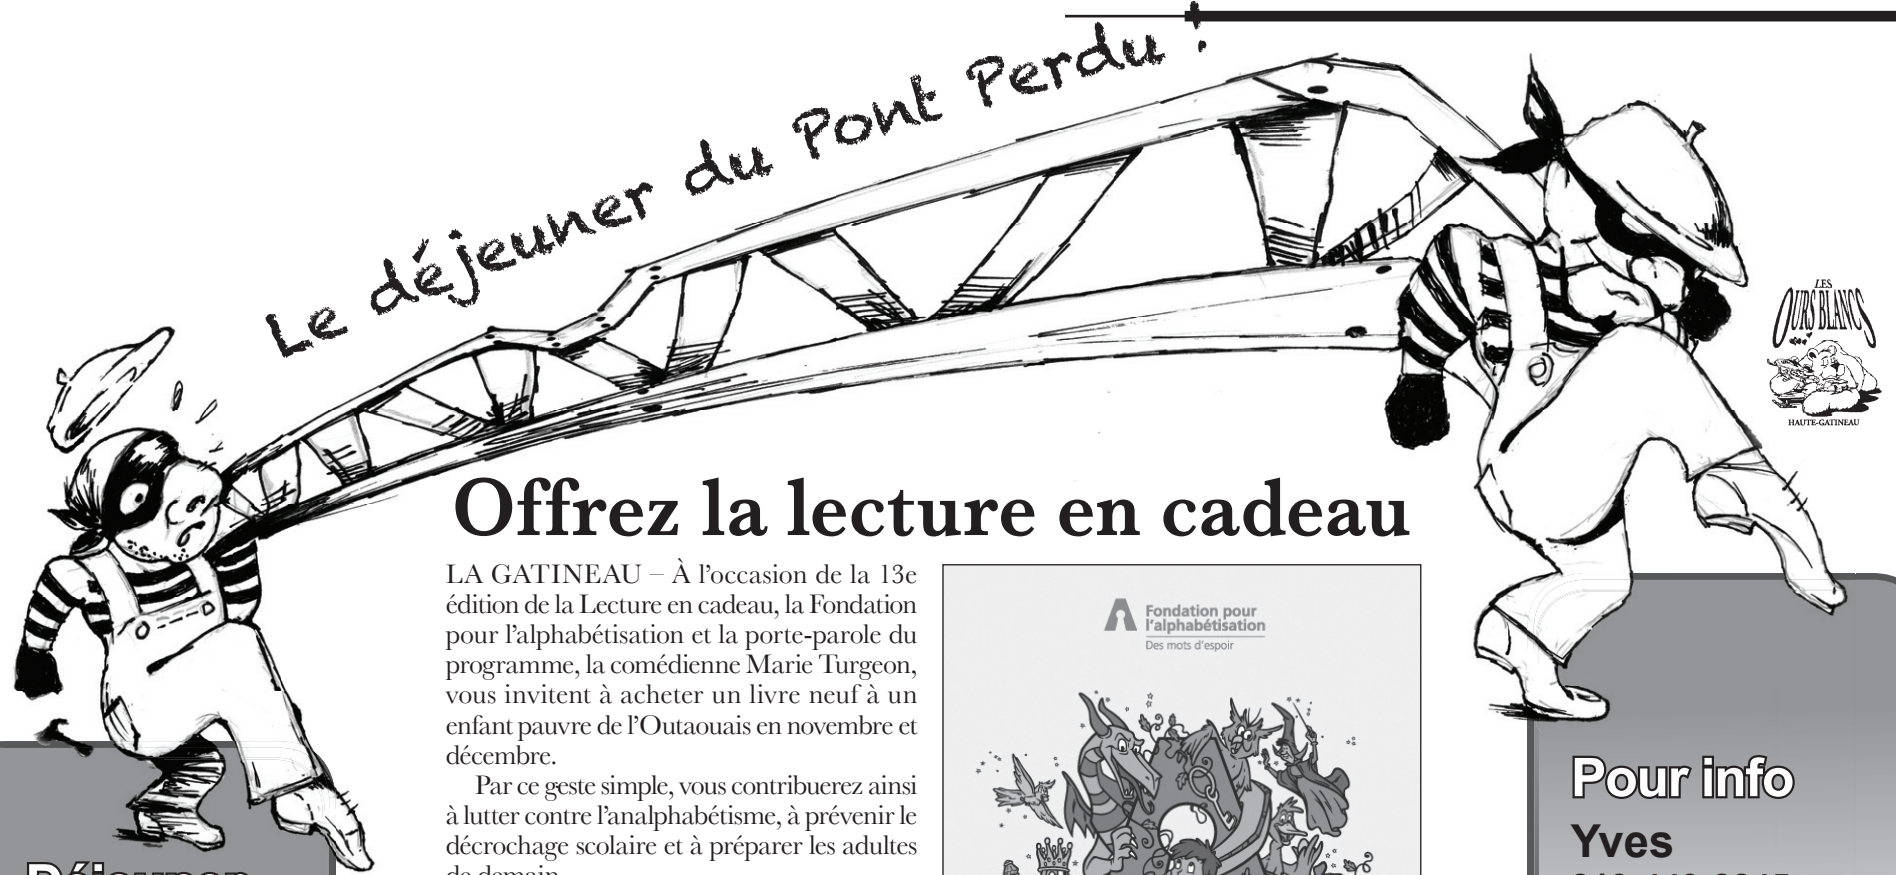 Le déjeuner du Pont Perdu !
LES
OURS BLANCS
HAUTE-GATINEAU
Offrez la lecture en cadeau
LA GATINEAU – À l'occasion de la 13e
édition de la Lecture en cadeau, la Fondation
pour l'alphabétisation et la porte-parole du
programme, la comédienne Marie Turgeon,
vous invitent à acheter un livre neuf à un
enfant pauvre de l'Outaouais en novembre et
décembre.
Par ce geste simple, vous contribuerez ainsi
à lutter contre l'analphabétisme, à prévenir le
décrochage scolaire et à préparer les adultes
de demain.
Fondation pour
l'alphabétisation
Des mots d'espoir
Déjeuner
Pour info
Yves